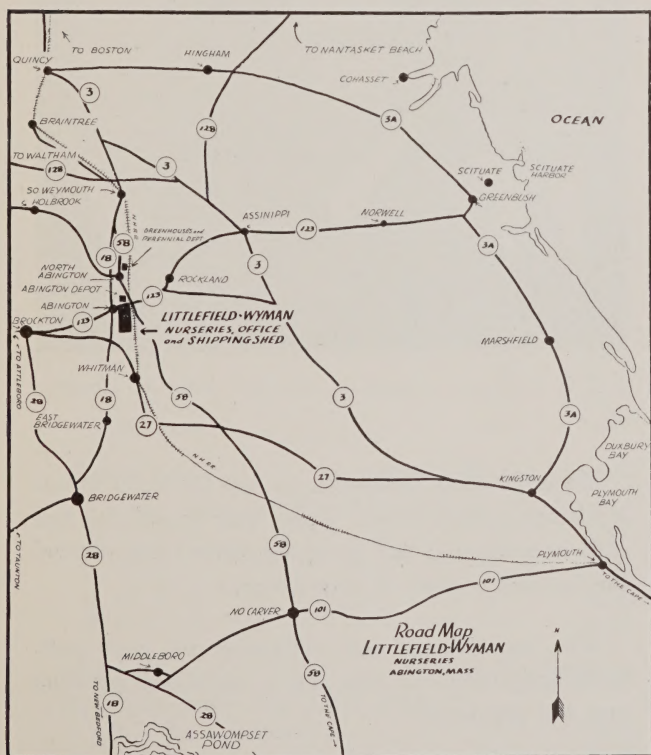 TO BOSTON
TO NANTASKET BEACH
QUINCY
HINGHAM
COHASSET
3
3A
OCEAN
BRAINTREE
128
TO WALTHAM
128
3
SCITUATE
SCITUATE
HARBOR
GREENBUSH
SO. WEYMOUTH
HOLBROOK
N.H.R.R.
ASSINIPPI
123
NORWELL
3A
GREENHOUSES and
PERENNIAL DEPT
18
58
NORTH
ABINGTON
ROCKLAND
3
ABINGTON DEPOT
ABINGTON
123
BROCKTON
123
LITTLEFIELD-WYMAN
NURSERIES, OFFICE
and SHIPPING SHED
MARSHFIELD
← TO ATTLEBORO
WHITMAN
28
18
58
3
3A
EAST
BRIDGEWATER
27
DUXBURY
BAY
N.H.R.R.
27
KINGSTON
BRIDGEWATER
PLYMOUTH
BAY
← TO TAUNTON
28
58
PLYMOUTH
101
TO THE CAPE →
NO CARVER
101
Road Map
LITTLEFIELD-WYMAN
NURSERIES
ABINGTON, MASS
N
MIDDLEBORO
58
TO NEW BEDFORD
18
28
TO THE CAPE →
ASSAWOMPSET
POND